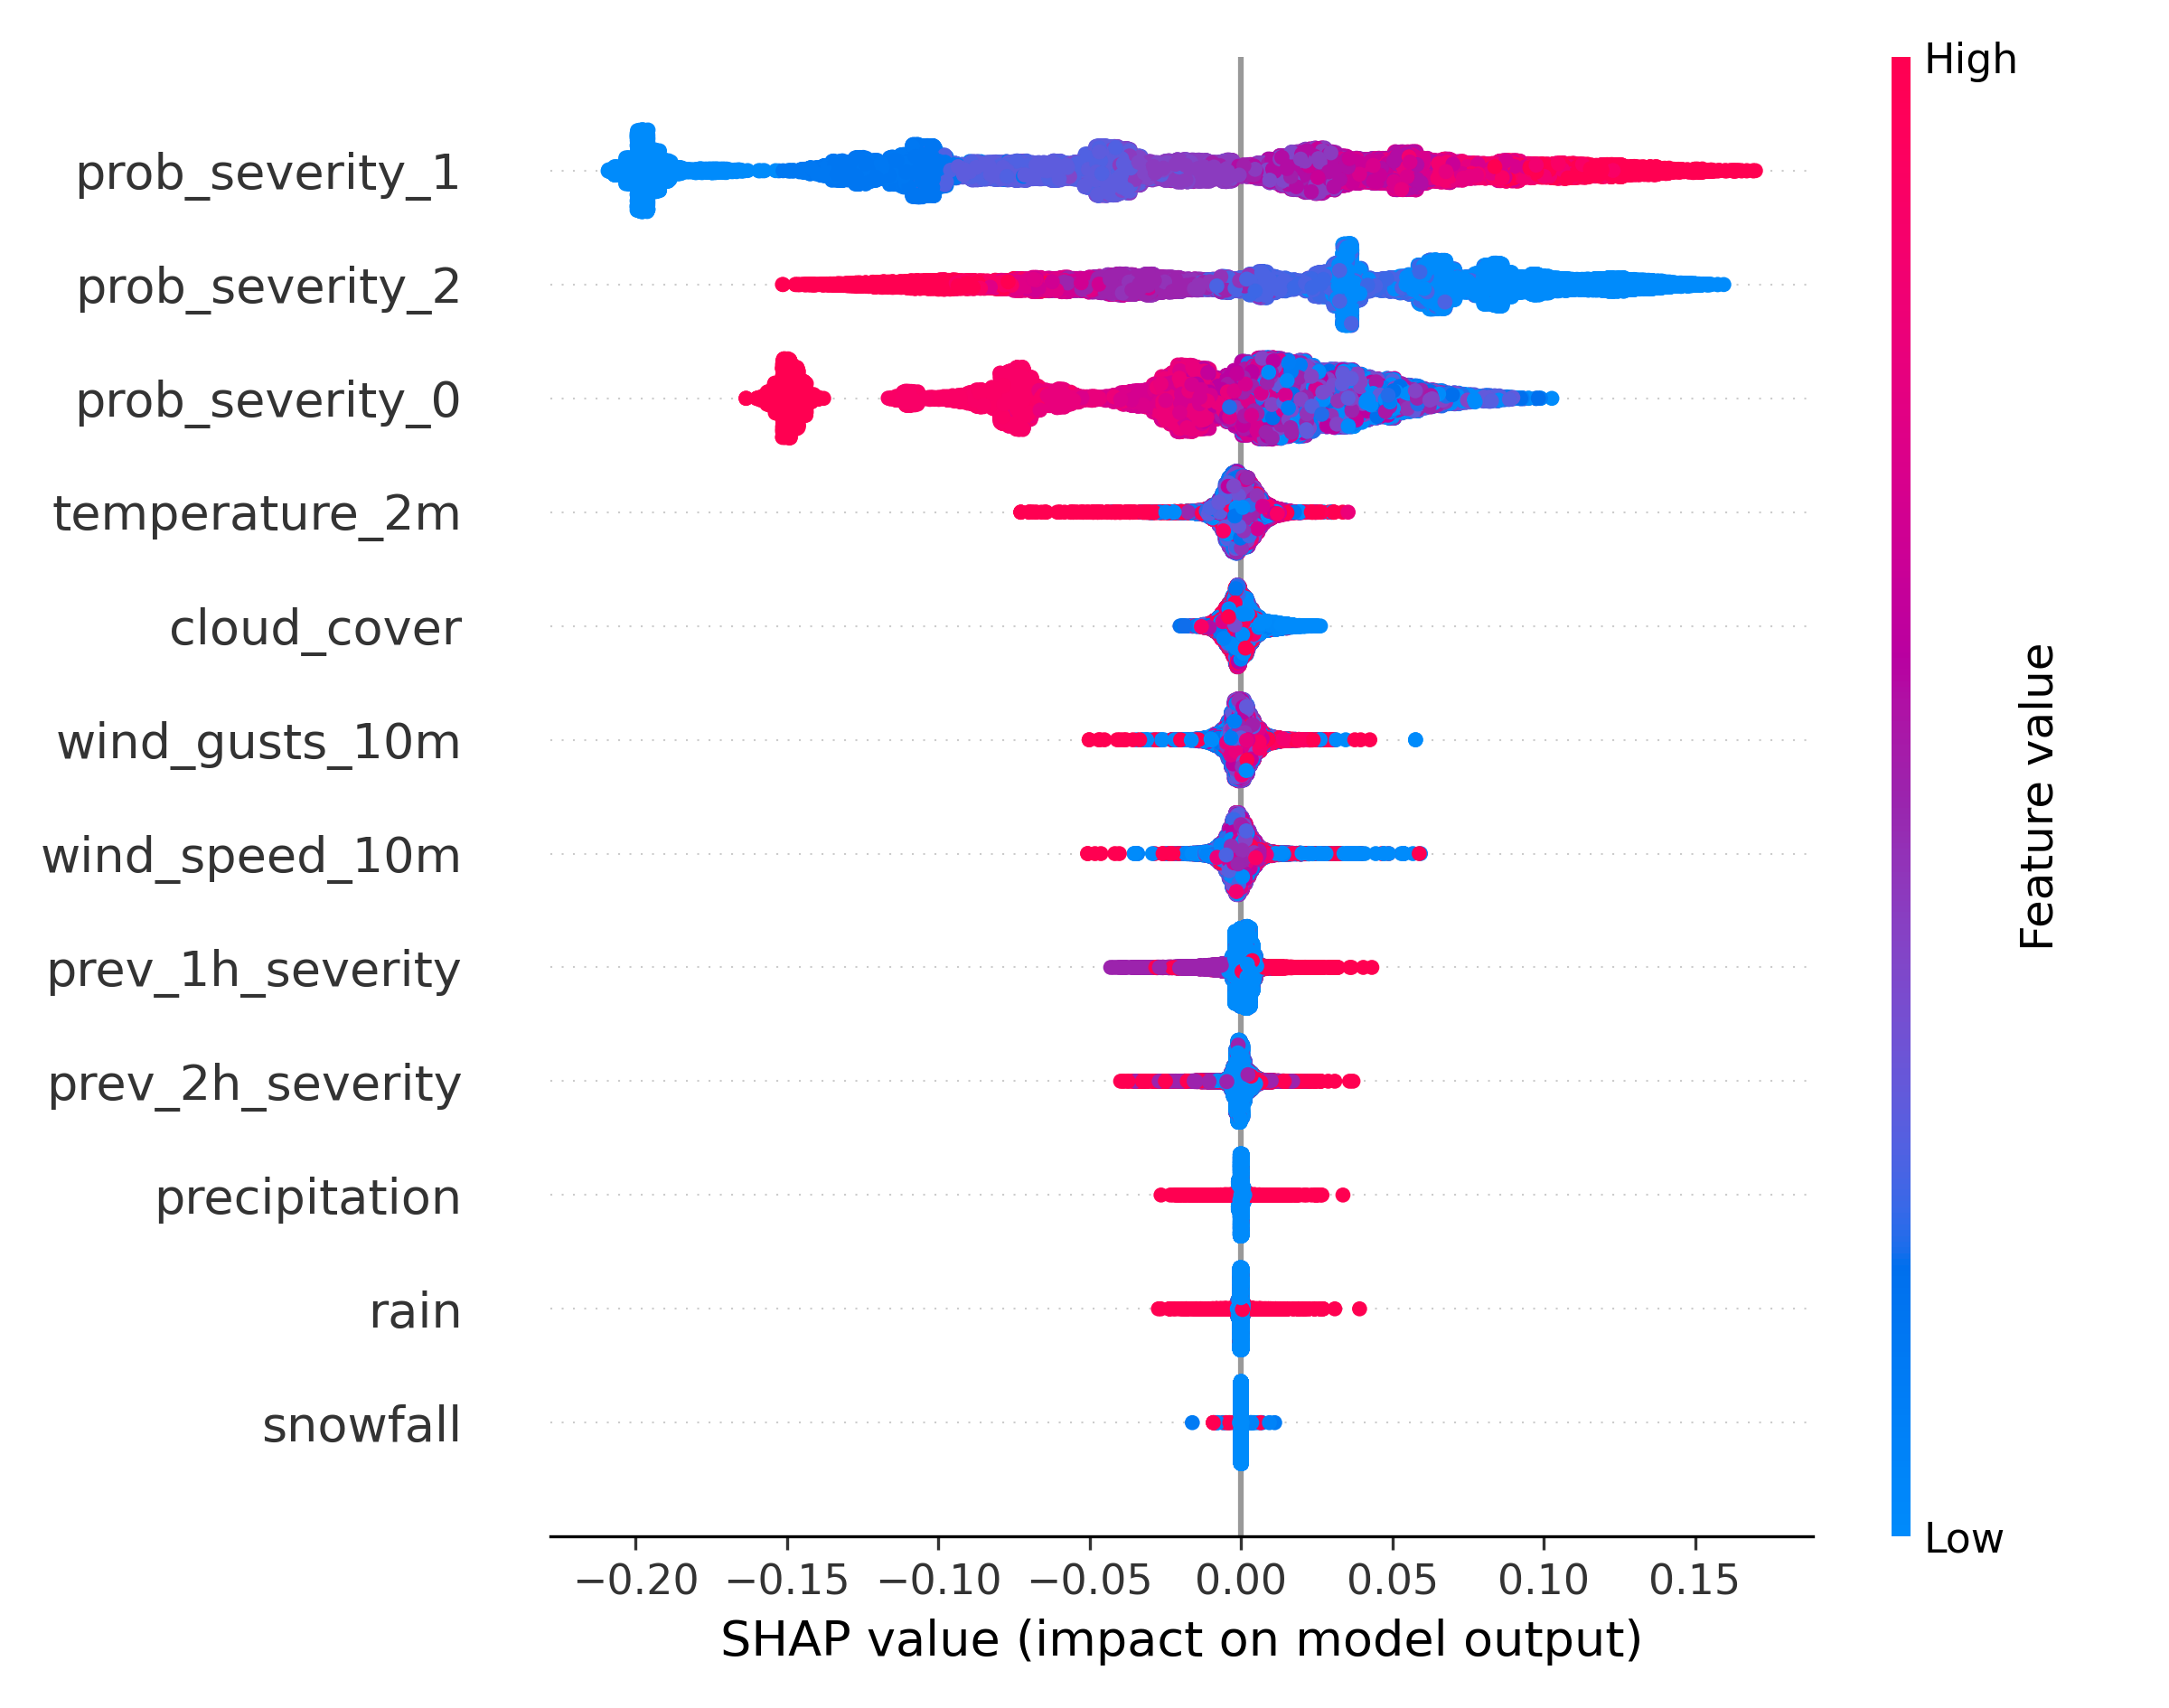 High
prob_severity_1
prob_severity_2
prob_severity_0
temperature_2m
cloud_cover
wind_gusts_10m
wind_speed_10m
prev_1h_severity
prev_2h_severity
precipitation
rain
snowfall
Feature value
Low
−0.20 −0.15 −0.10 −0.05 0.00 0.05 0.10 0.15
SHAP value (impact on model output)